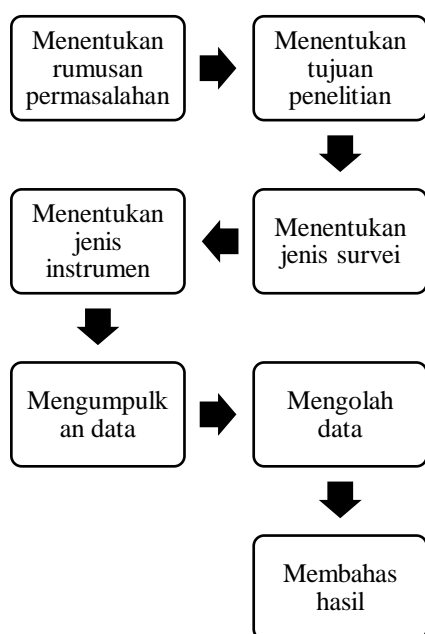 Menentukan
rumusan
permasalahan
Menentukan
tujuan
penelitian
Menentukan
jenis survei
Menentukan
jenis
instrumen
Mengumpulk
an data
Mengolah
data
Membahas
hasil